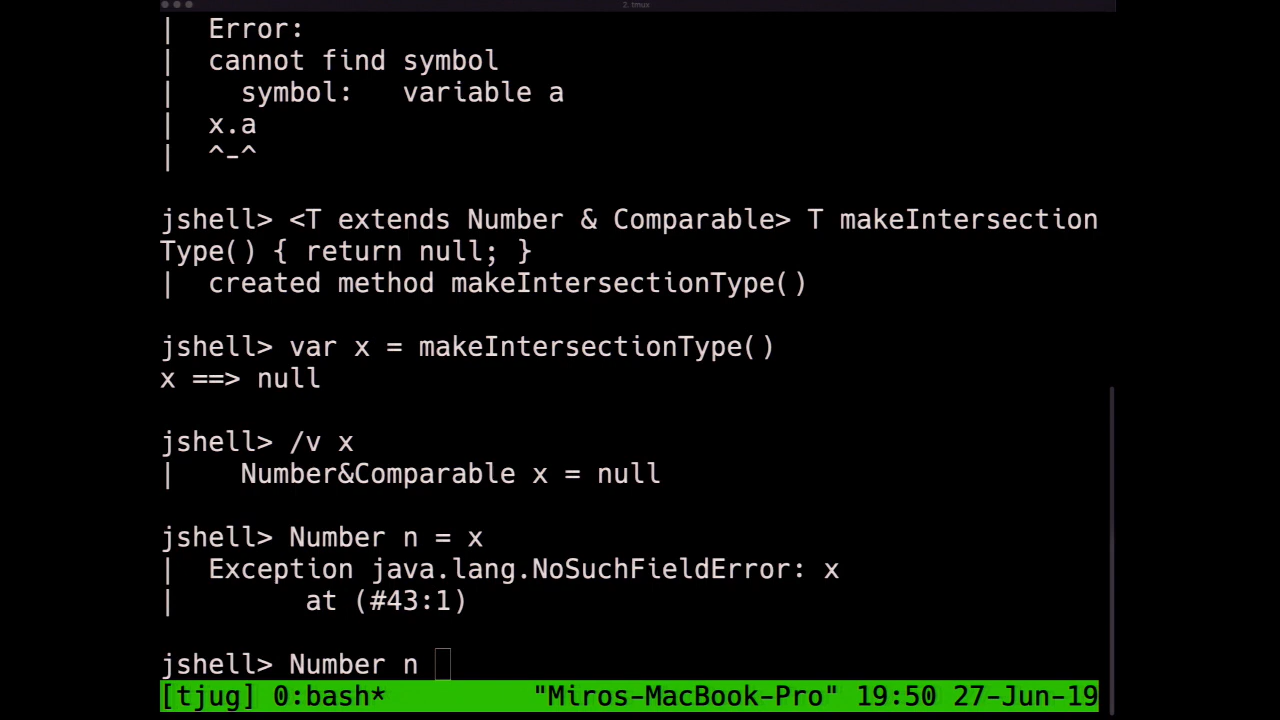 2. tmux
|  Error:
|  cannot find symbol
|    symbol:   variable a
|  x.a
|  ^-^
jshell> <T extends Number & Comparable> T makeIntersection
Type() { return null; }
|  created method makeIntersectionType()
jshell> var x = makeIntersectionType()
x ==> null
jshell> /v x
|    Number&Comparable x = null
jshell> Number n = x
|  Exception java.lang.NoSuchFieldError: x
|        at (#43:1)
jshell> Number n
[tjug] 0:bash* "Miros-MacBook-Pro" 19:50 27-Jun-19